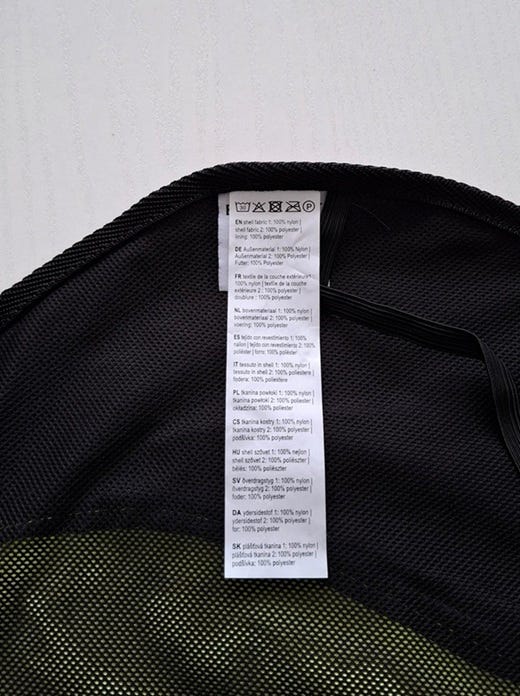 30 P
EN shell fabric 1: 100% nylon |
shell fabric 2: 100% polyester |
lining: 100% polyester
DE Außenmaterial 1: 100% Nylon |
Außenmaterial 2: 100% Polyester |
Futter: 100% Polyester
FR textile de la couche extérieure1:
100% nylon | textile de la couche
extérieure 2 : 100% polyester |
doublure : 100% polyester
NL bovenmateriaal 1: 100% nylon |
bovenmateriaal 2: 100% polyester |
voering: 100% polyester
ES tejido con revestimiento 1: 100%
nailon | tejido con revestimiento 2: 100%
poliéster | forro: 100% poliéster
IT tessuto in shell 1: 100% nylon |
tessuto in shell 2: 100% poliestere |
fodera: 100% poliestere
PL tkanina powłoki 1: 100% nylon |
tkanina powłoki 2: 100% poliester |
okładzina: 100% poliester
CS tkanina kostry 1: 100% nylon |
tkanina kostry 2: 100% polyester |
podšívka: 100% polyester
HU shell szövet 1: 100% nejlon |
shell szövet 2: 100% poliészter |
bélés: 100% poliészter
SV överdragstyg 1: 100% nylon |
överdragstyg 2: 100% polyester |
foder: 100% polyester
DA ydersidestof 1: 100% nylon |
ydersidestof 2: 100% polyester |
for: 100% polyester
SK plášťová tkanina 1: 100% nylon |
plášťová tkanina 2: 100% polyester |
podšívka: 100% polyester